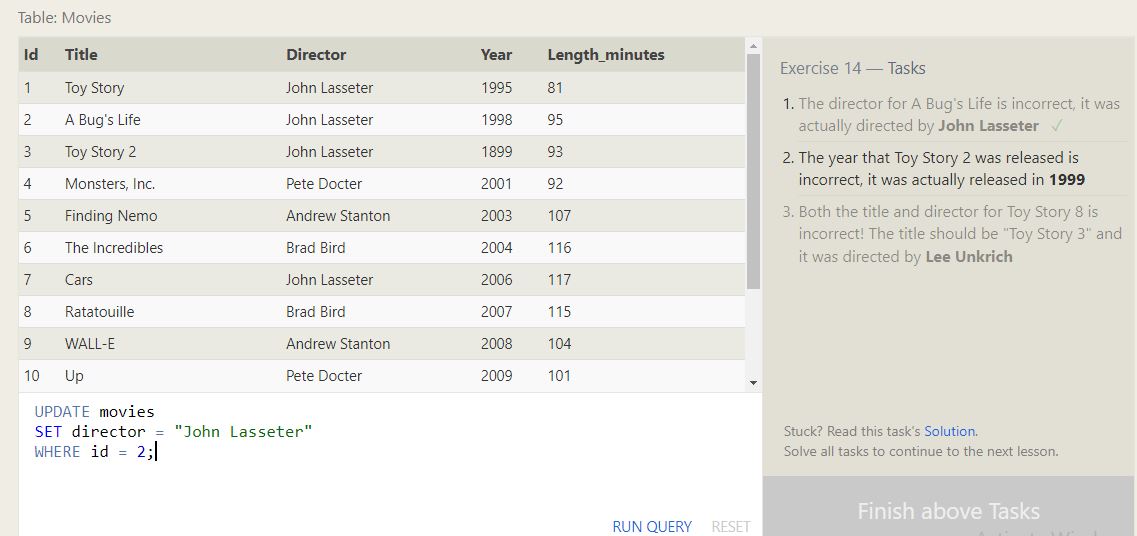 Table: Movies
Id Title Director Year Length_minutes
1 Toy Story John Lasseter 1995 81
2 A Bug's Life John Lasseter 1998 95
3 Toy Story 2 John Lasseter 1899 93
4 Monsters, Inc. Pete Docter 2001 92
5 Finding Nemo Andrew Stanton 2003 107
6 The Incredibles Brad Bird 2004 116
7 Cars John Lasseter 2006 117
8 Ratatouille Brad Bird 2007 115
9 WALL-E Andrew Stanton 2008 104
10 Up Pete Docter 2009 101
UPDATE movies
SET director = "John Lasseter"
WHERE id = 2;
RUN QUERY RESET
Exercise 14 — Tasks
1. The director for A Bug's Life is incorrect, it was
actually directed by John Lasseter ✓
2. The year that Toy Story 2 was released is
incorrect, it was actually released in 1999
3. Both the title and director for Toy Story 8 is
incorrect! The title should be "Toy Story 3" and
it was directed by Lee Unkrich
Stuck? Read this task's Solution.
Solve all tasks to continue to the next lesson.
Finish above Tasks